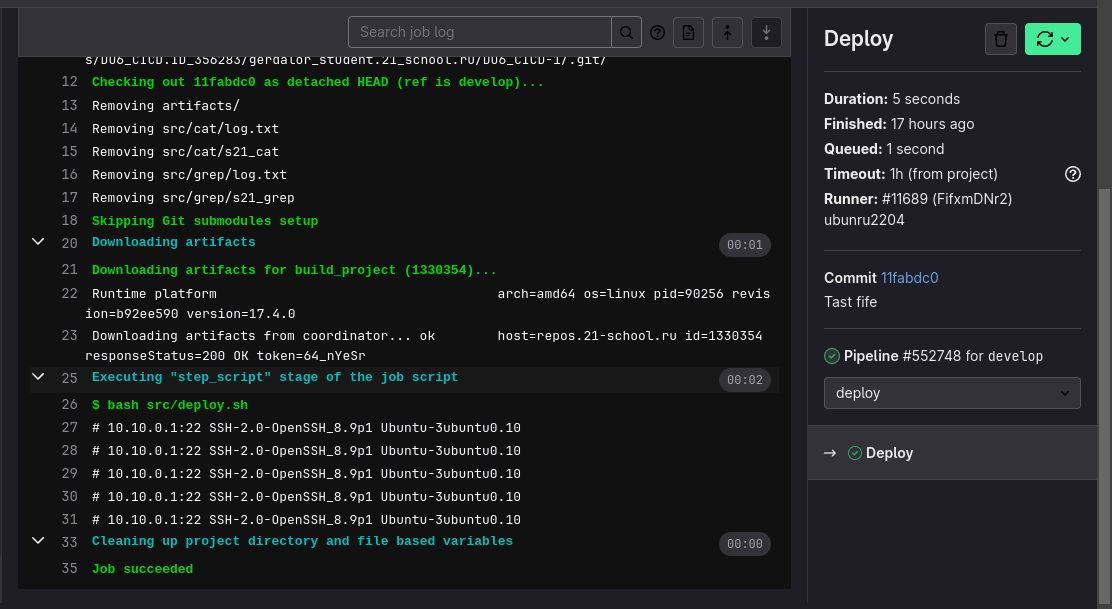 Search job log
s/DO6_CICD.ID_356283/gerdalor_student.21_school.ru/DO6_CICD-1/.git/
12 Checking out 11fabdc0 as detached HEAD (ref is develop)...
13 Removing artifacts/
14 Removing src/cat/log.txt
15 Removing src/cat/s21_cat
16 Removing src/grep/log.txt
17 Removing src/grep/s21_grep
18 Skipping Git submodules setup
20 Downloading artifacts 00:01
21 Downloading artifacts for build_project (1330354)...
22 Runtime platform arch=amd64 os=linux pid=90256 revis
ion=b92ee590 version=17.4.0
23 Downloading artifacts from coordinator... ok host=repos.21-school.ru id=1330354
responseStatus=200 OK token=64_nYeSr
25 Executing "step_script" stage of the job script 00:02
26 $ bash src/deploy.sh
27 # 10.10.0.1:22 SSH-2.0-OpenSSH_8.9p1 Ubuntu-3ubuntu0.10
28 # 10.10.0.1:22 SSH-2.0-OpenSSH_8.9p1 Ubuntu-3ubuntu0.10
29 # 10.10.0.1:22 SSH-2.0-OpenSSH_8.9p1 Ubuntu-3ubuntu0.10
30 # 10.10.0.1:22 SSH-2.0-OpenSSH_8.9p1 Ubuntu-3ubuntu0.10
31 # 10.10.0.1:22 SSH-2.0-OpenSSH_8.9p1 Ubuntu-3ubuntu0.10
33 Cleaning up project directory and file based variables 00:00
35 Job succeeded
Deploy
Duration: 5 seconds
Finished: 17 hours ago
Queued: 1 second
Timeout: 1h (from project)
Runner: #11689 (FifxmDNr2)
ubunru2204
Commit 11fabdc0
Tast fife
Pipeline #552748 for develop
deploy
→ Deploy